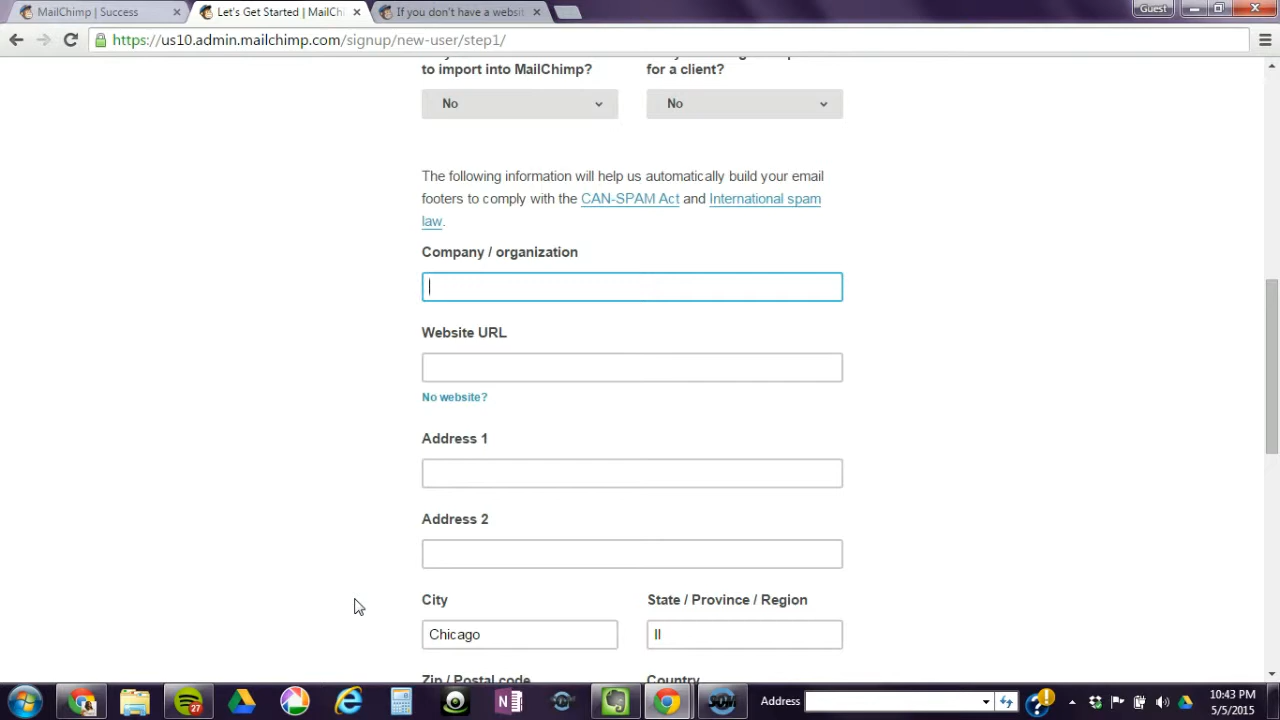 MailChimp | Success
Let's Get Started | MailChi
If you don't have a websit
Guest
https://us10.admin.mailchimp.com/signup/new-user/step1/
to import into MailChimp?
for a client?
No
No
The following information will help us automatically build your email
footers to comply with the CAN-SPAM Act and International spam
law.
Company / organization
Website URL
No website?
Address 1
Address 2
City
State / Province / Region
Chicago
Il
Zip / Postal code
Country
27
Address
10:43 PM
5/5/2015